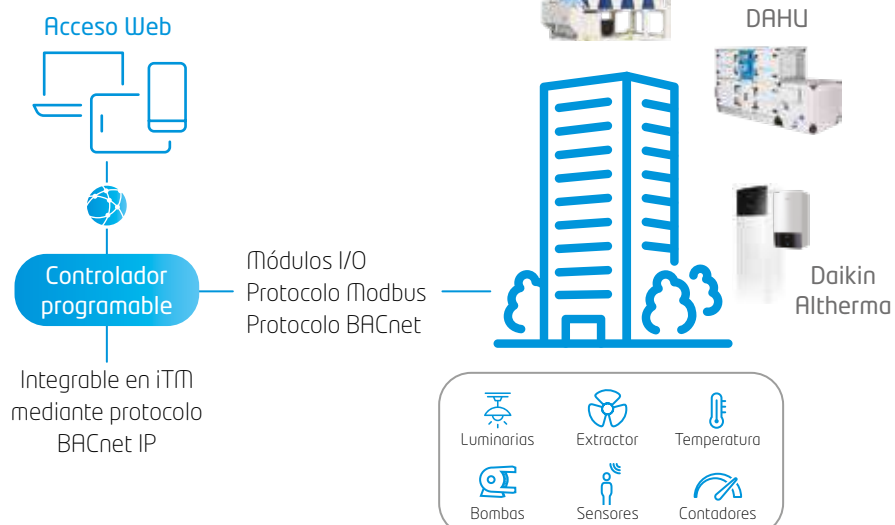 Acceso Web
DAHU
Controlador
programable
Módulos I/O
Protocolo Modbus
Protocolo BACnet
Daikin
Altherma
Integrable en iTM
mediante protocolo
BACnet IP
Luminarias
Extractor
Temperatura
Bombas
Sensores
Contadores